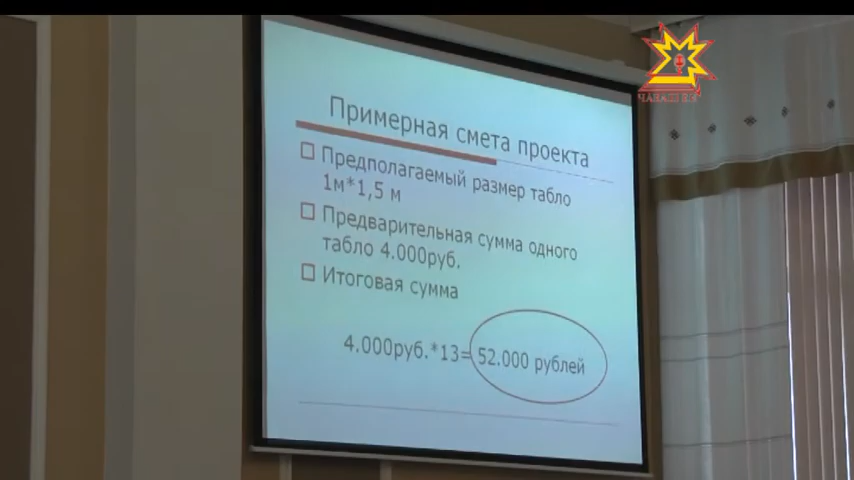 Примерная смета проекта
Предполагаемый размер табло
1м*1,5 м
Предварительная сумма одного
табло 4.000руб.
Итоговая сумма
4.000руб.*13= 52.000 рублей